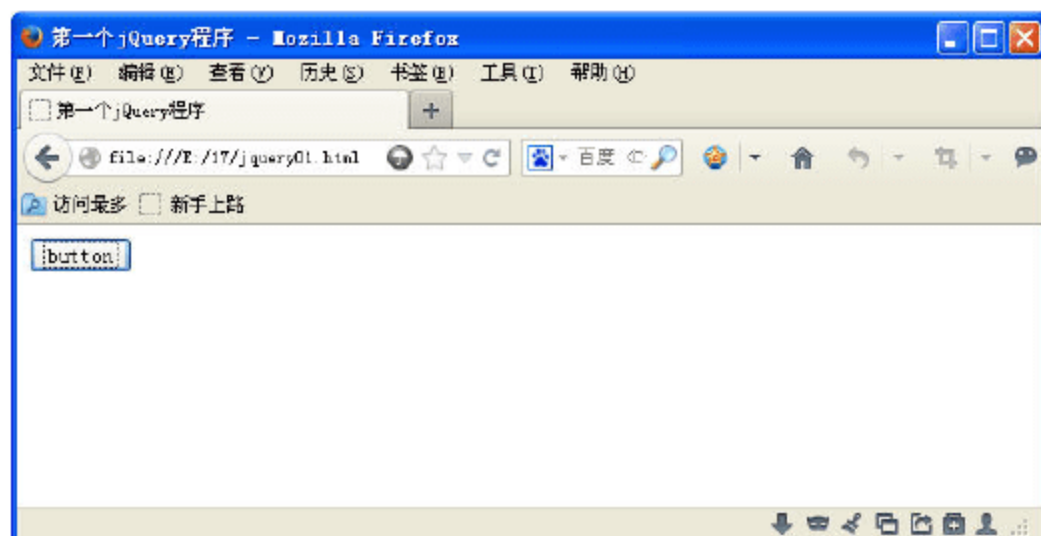 第一个jQuery程序 - Mozilla Firefox
文件(F) 编辑(E) 查看(V) 历史(S) 书签(B) 工具(T) 帮助(H)
第一个jQuery程序
file:///E:/17/jquery01.html 百度
访问最多 新手上路
button